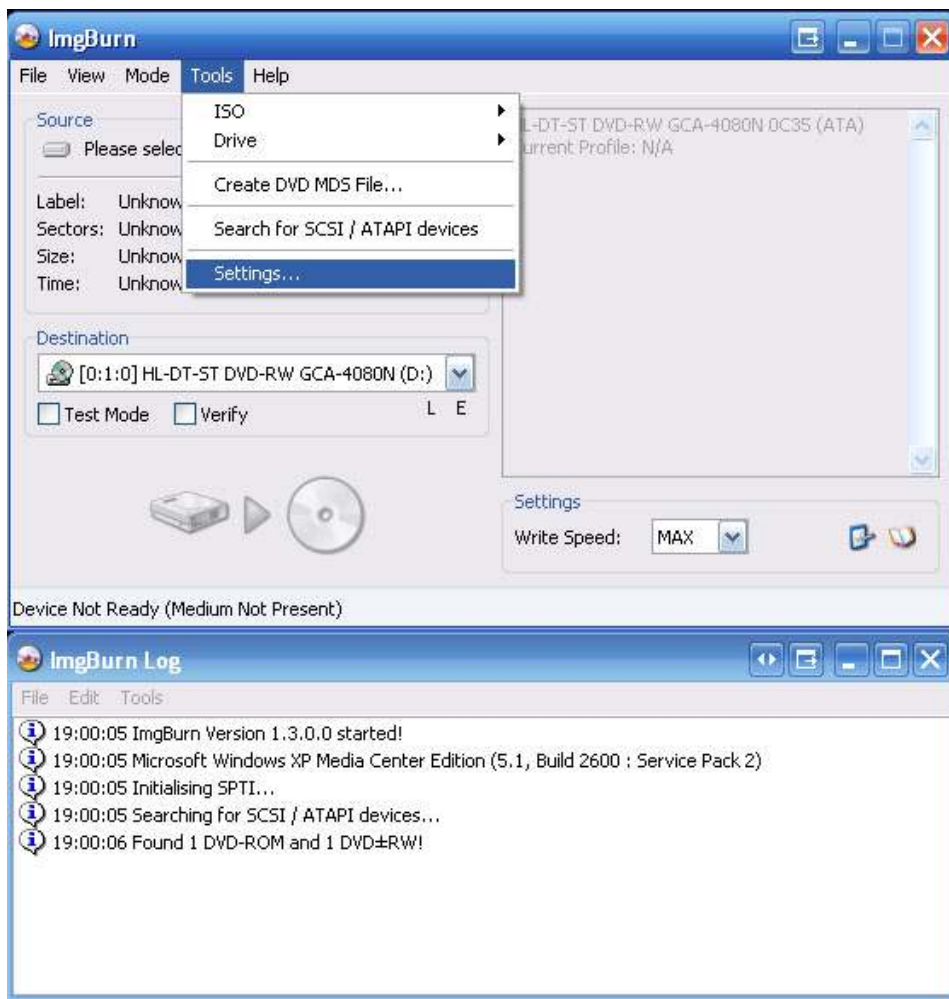 ImgBurn
File View Mode Tools Help
ISO
Drive
Create DVD MDS File...
Search for SCSI / ATAPI devices
Settings...
Source
Please selec
Label: Unknow
Sectors: Unknow
Size: Unknow
Time: Unknow
L-DT-ST DVD-RW GCA-4080N 0C35 (ATA)
urrent Profile: N/A
Destination
[0:1:0] HL-DT-ST DVD-RW GCA-4080N (D:)
Test Mode Verify L E
Settings
Write Speed: MAX
Device Not Ready (Medium Not Present)
ImgBurn Log
File Edit Tools
19:00:05 ImgBurn Version 1.3.0.0 started!
19:00:05 Microsoft Windows XP Media Center Edition (5.1, Build 2600 : Service Pack 2)
19:00:05 Initialising SPTI...
19:00:05 Searching for SCSI / ATAPI devices...
19:00:06 Found 1 DVD-ROM and 1 DVD±RW!